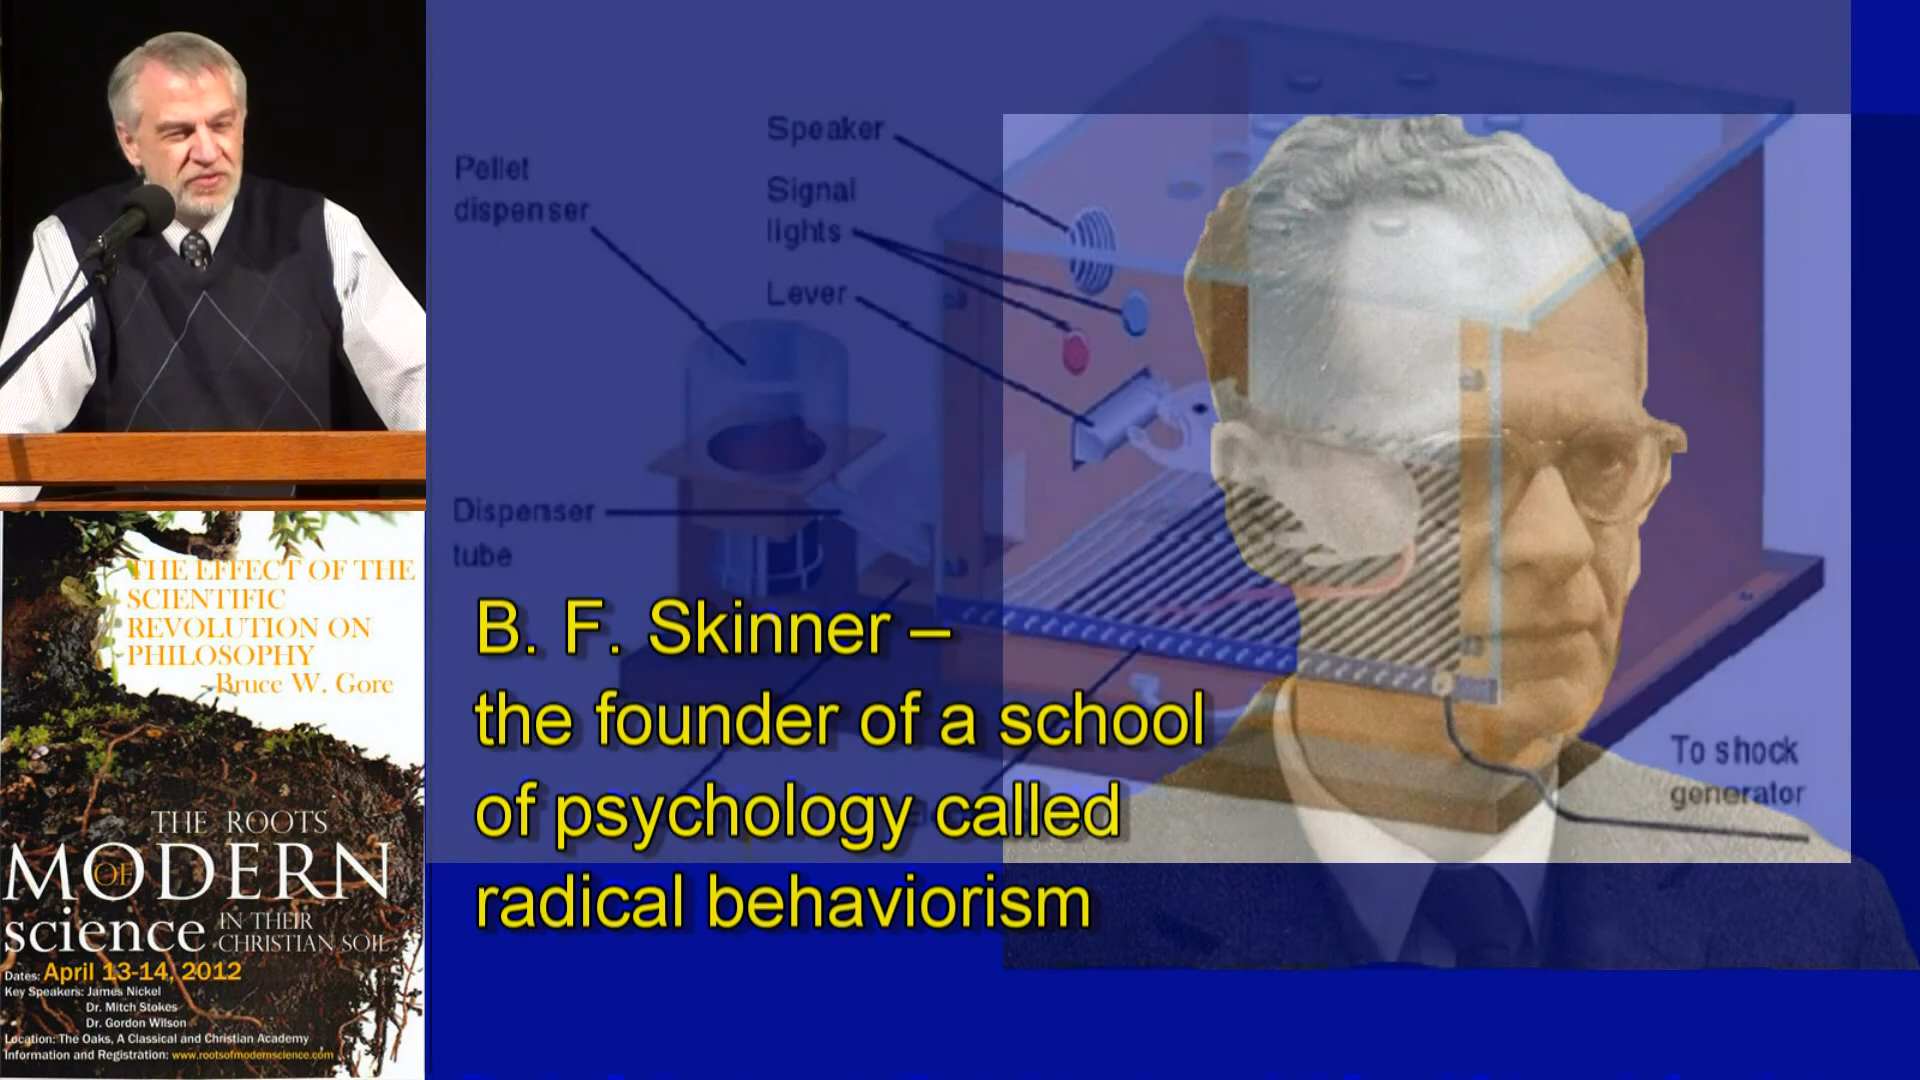 Speaker
Pellet
dispenser
Signal
lights
Lever
Dispenser
tube
To shock
generator
B. F. Skinner –
the founder of a school
of psychology called
radical behaviorism
THE EFFECT OF THE
SCIENTIFIC
REVOLUTION ON
PHILOSOPHY
–Bruce W. Gore
THE ROOTS
OF
MODERN
science IN THEIR
CHRISTIAN SOIL
Dates: April 13-14, 2012
Key Speakers: James Nickel
Dr. Mitch Stokes
Dr. Gordon Wilson
Location: The Oaks, A Classical and Christian Academy
Information and Registration: www.rootsofmodernscience.com